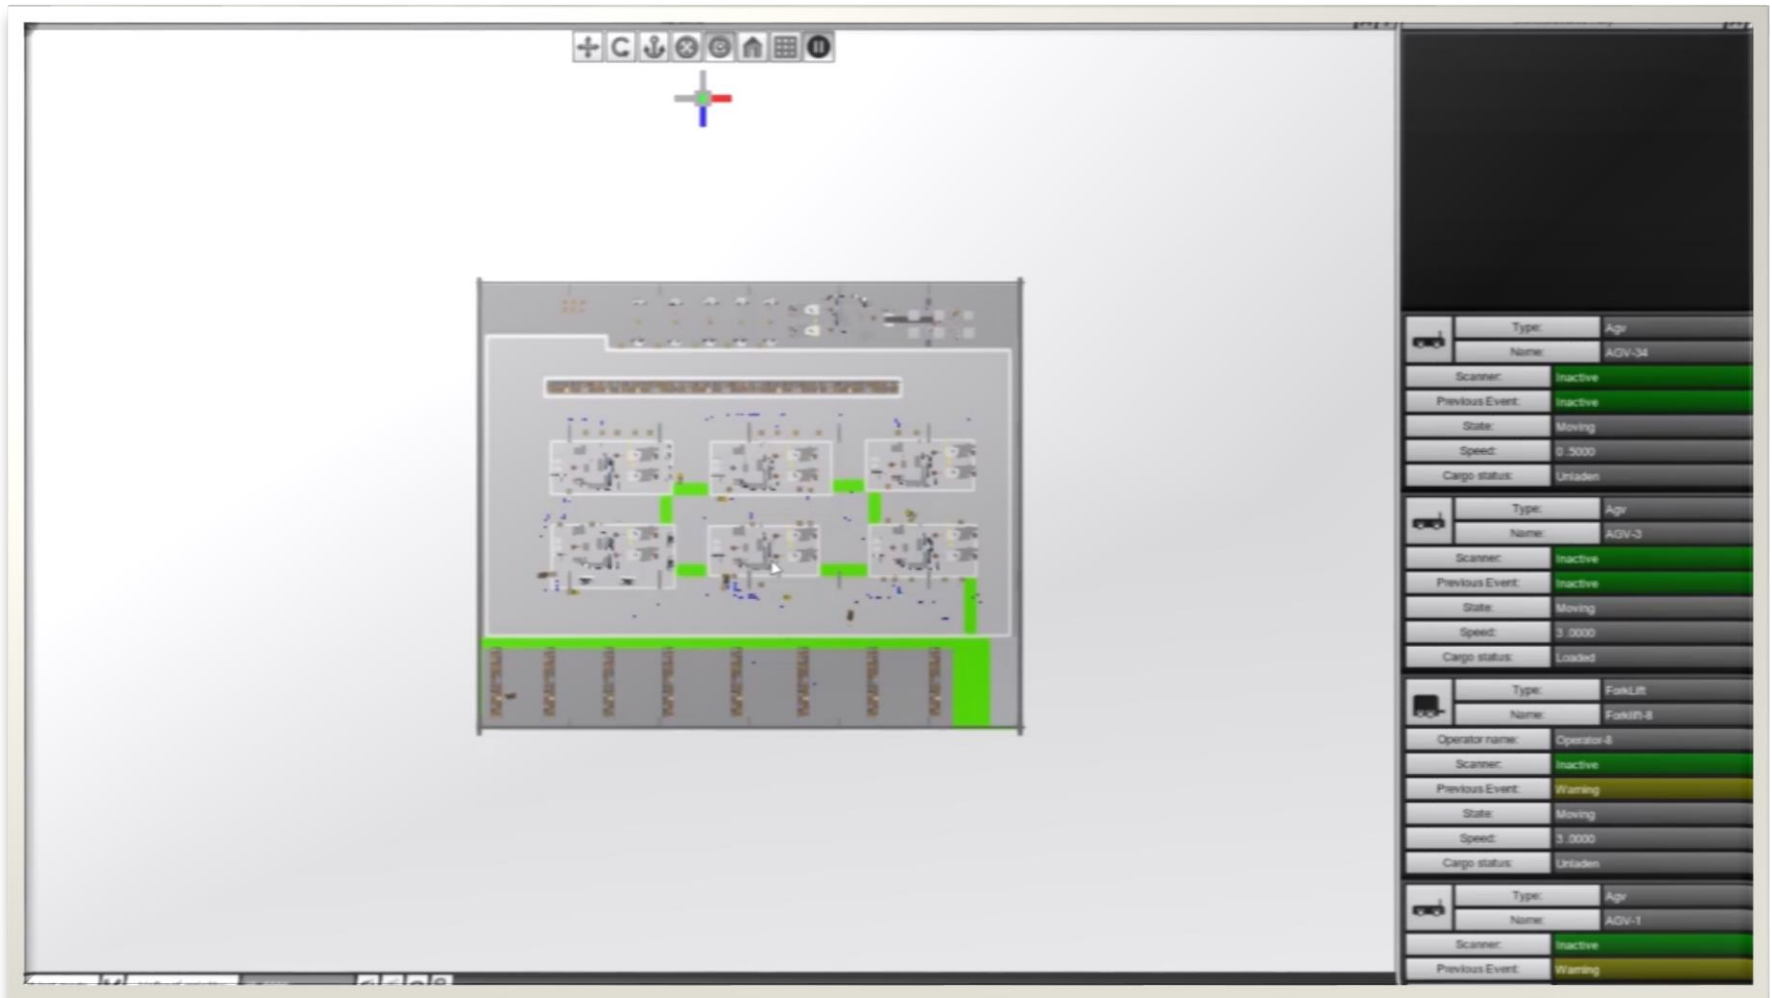 Type: Agv
Name: AGV-34
Scanner: Inactive
Previous Event: Inactive
State: Moving
Speed: 0.5000
Cargo status: Unladen
Type: Agv
Name: AGV-3
Scanner: Inactive
Previous Event: Inactive
State: Moving
Speed: 3.0000
Cargo status: Loaded
Type: ForkLift
Name: Forklift-8
Operator name: Operator-8
Scanner: Inactive
Previous Event: Warning
State: Moving
Speed: 3.0000
Cargo status: Unladen
Type: Agv
Name: AGV-1
Scanner: Inactive
Previous Event: Warning